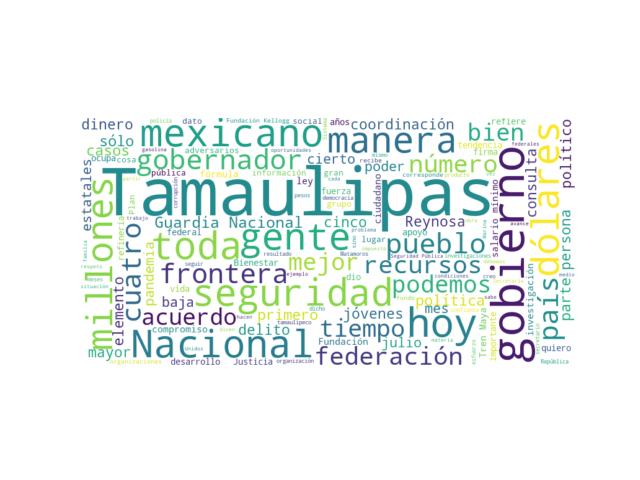 dinero
dato
Fundación Kellogg
social
años
coordinación
refiere
sólo
mexicano
manera
bien
político
casos
adversarios
cierto
poder
número
tendencia
consulta
ocupa
cosa
gobernador
pública
información
gran
recibe
corresponde
producto
estatales
Tamaulipas
gobierno
dólares
ley
fórmula
grupo
fuerza
democracia
ciudadano
salario mínimo
persona
Plan
corrupción
pesos
Guardia Nacional
cinco
Reynosa
trabajo
problema
avance
millones
cuatro
refinería
toda
gente
lugar
pueblo
Seguridad Pública
investigaciones
país
parte
familia
resultado
Matamoros
pandemia
frontera
Bienestar
mejor
recursos
ejemplo
dio
creo
medio
situación
vida
seguridad
podemos
investigación
elemento
baja
primero
jóvenes
mes
política
sabe
importante
acuerdo
tiempo
hoy
firma
Tren Maya
compromiso
delito
Fundación
julio
quiero
mayor
Nacional
federación
organizaciones
desarrollo
Justicia
organización
República
federal
apoyo
policía
gasolina
oportunidades
federales
tamaulipeco
dicho
hacen
Unidos
materia
seguir
condiciones
mismo